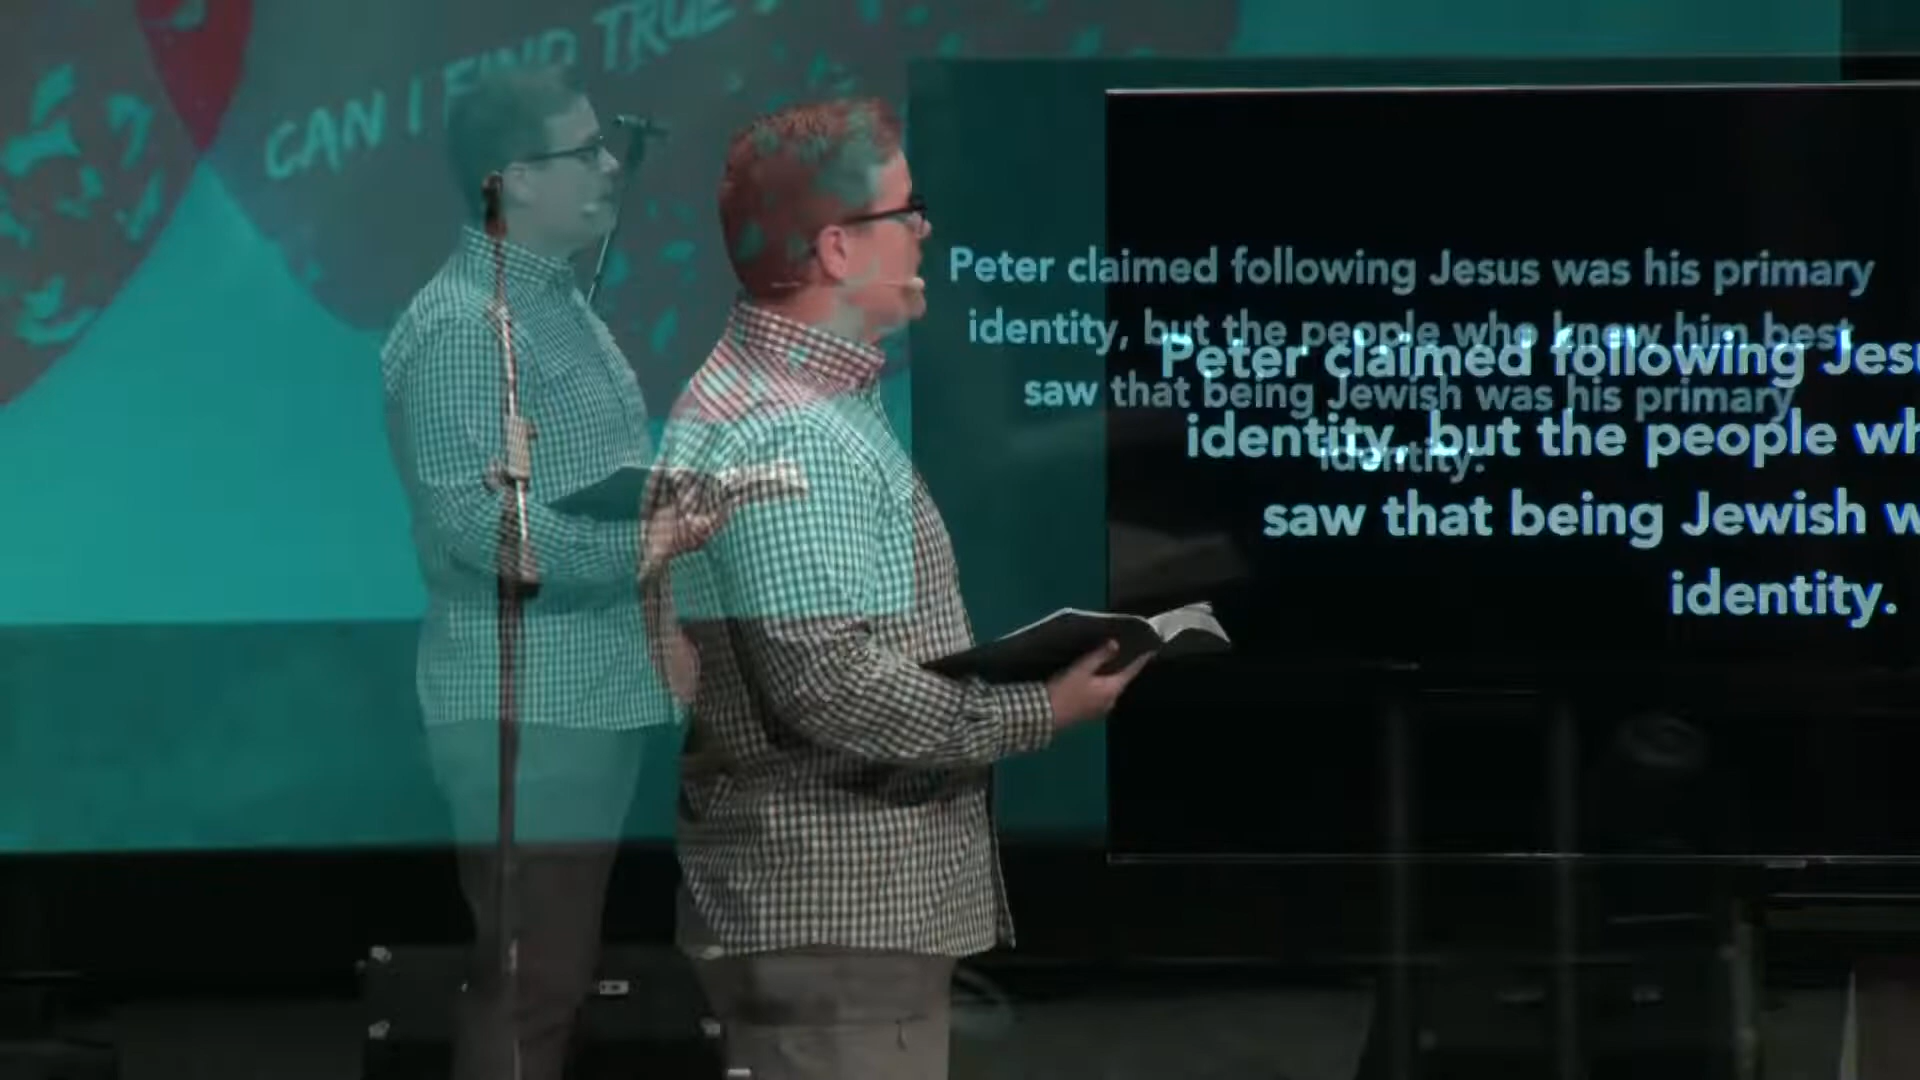 CAN I FIND TRUE
Peter claimed following Jesus was his primary
identity, but the people who knew him best
saw that being Jewish was his primary
identity.
Peter claimed following Jesu
identity, but the people wh
saw that being Jewish w
identity.